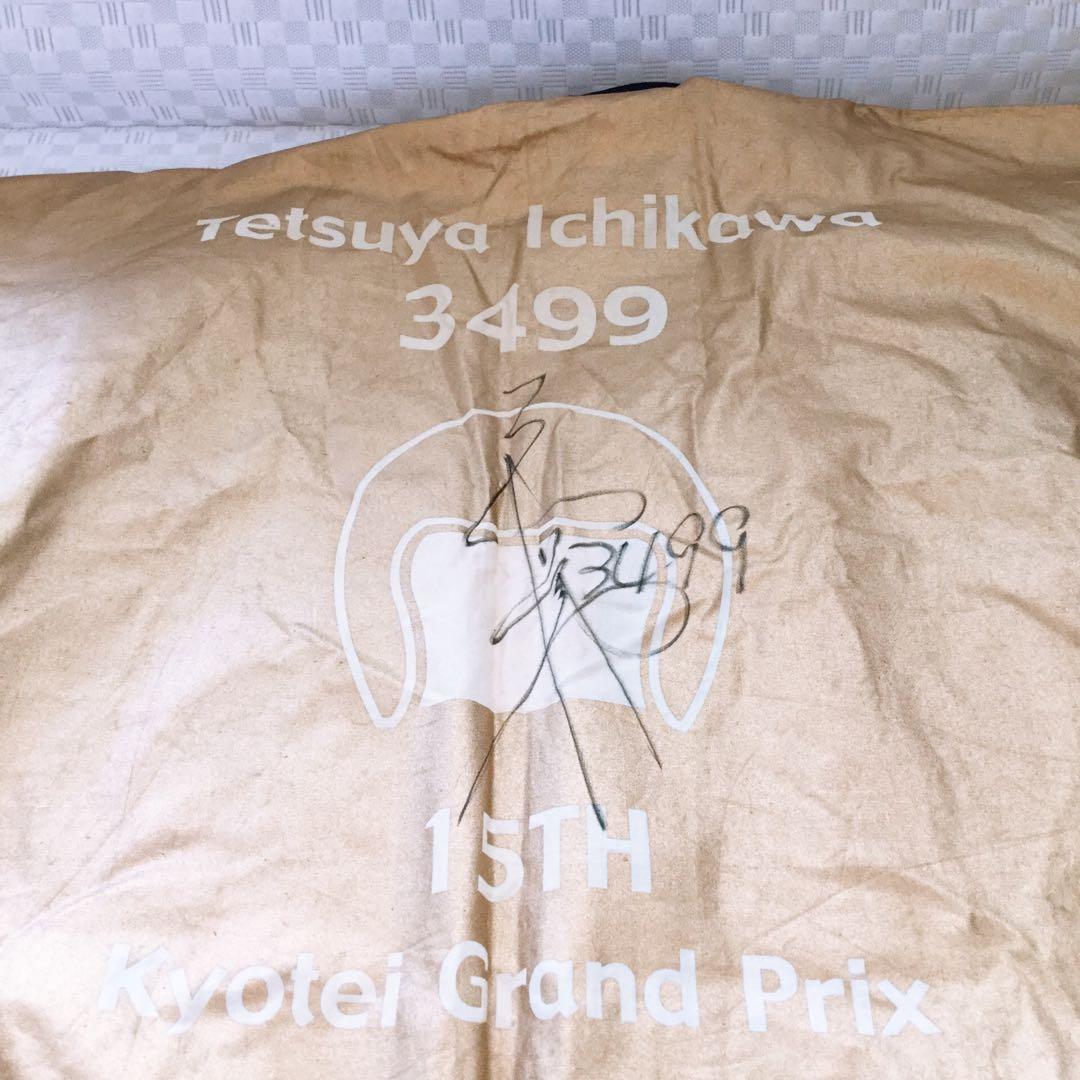 Tetsuya Ichikawa
3499
3499
15TH
Kyotei Grand Prix